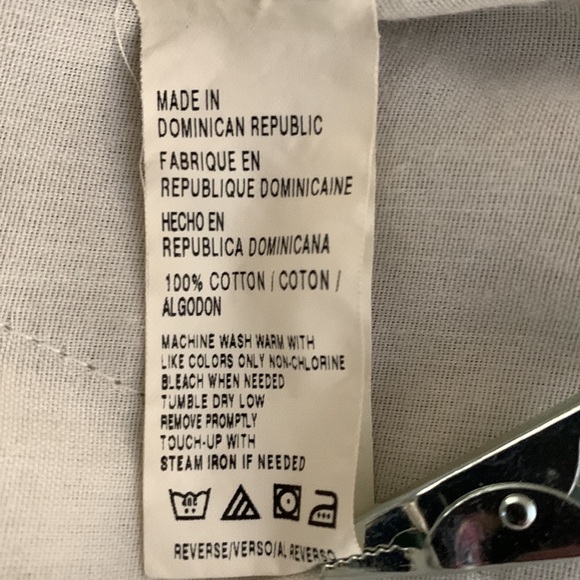 MADE IN
DOMINICAN REPUBLIC
FABRIQUE EN
REPUBLIQUE DOMINICAINE
HECHO EN
REPUBLICA DOMINICANA
100% COTTON / COTON /
ALGODON
MACHINE WASH WARM WITH
LIKE COLORS ONLY NON-CHLORINE
BLEACH WHEN NEEDED
TUMBLE DRY LOW
REMOVE PROMPTLY
TOUCH-UP WITH
STEAM IRON IF NEEDED
REVERSE/VERSO/AL REVERSO